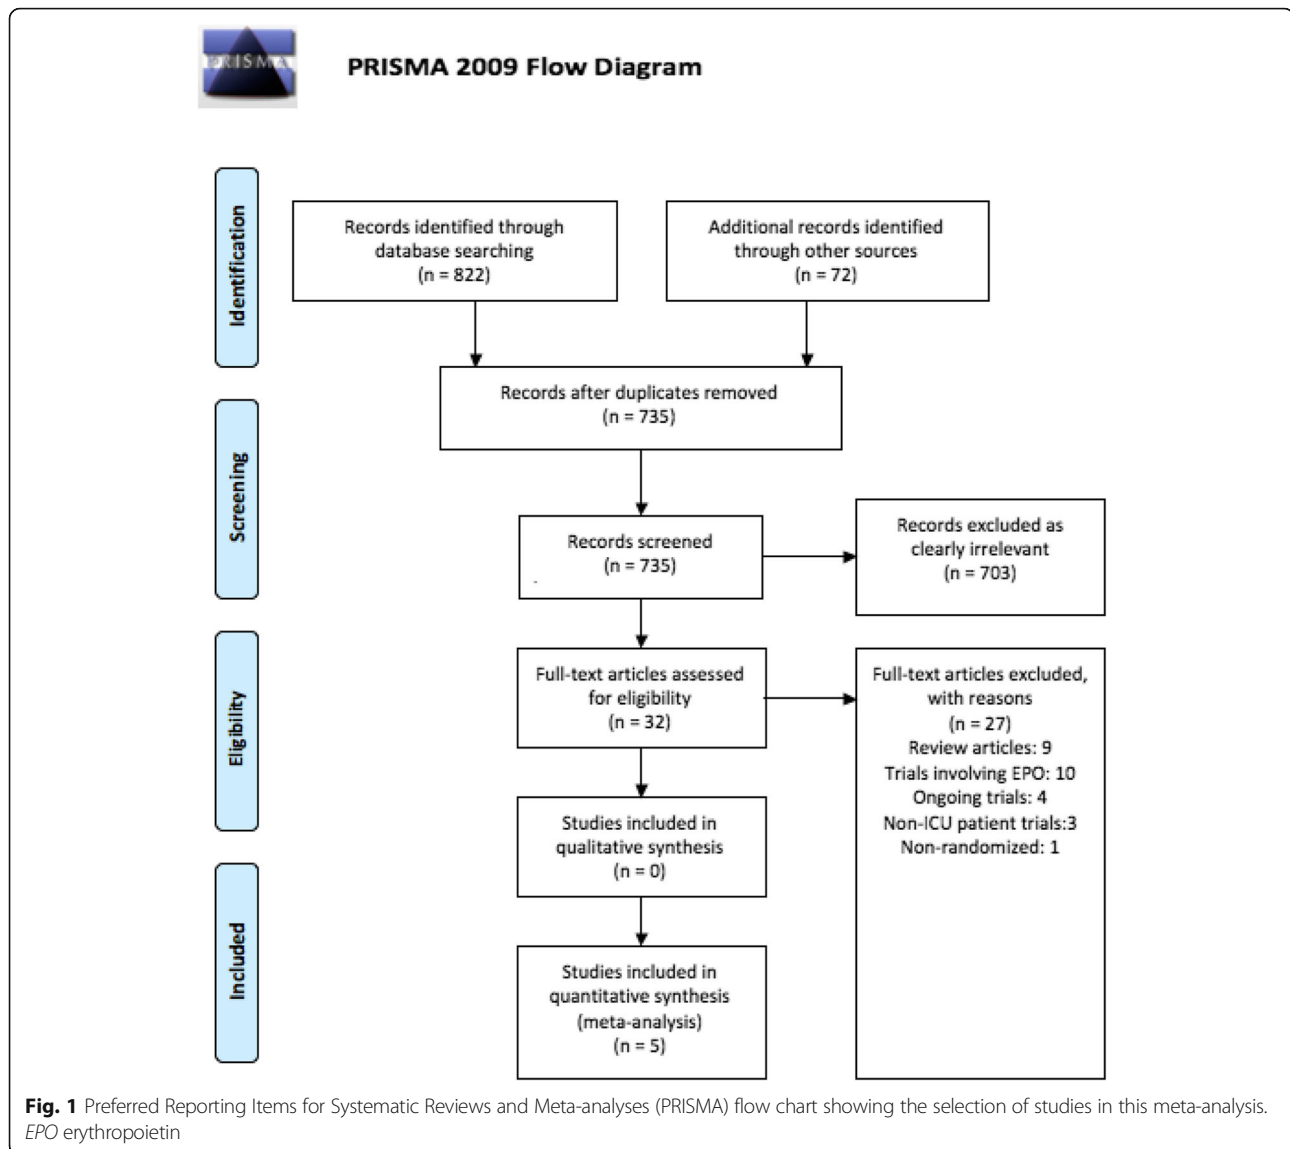 PRISMA
PRISMA 2009 Flow Diagram
Identification
Records identified through
database searching
(n = 822)
Additional records identified
through other sources
(n = 72)
Records after duplicates removed
(n = 735)
Screening
Records screened
(n = 735)
Records excluded as
clearly irrelevant
(n = 703)
Eligibility
Full-text articles assessed
for eligibility
(n = 32)
Full-text articles excluded,
with reasons
(n = 27)
Review articles: 9
Trials involving EPO: 10
Ongoing trials: 4
Non-ICU patient trials:3
Non-randomized: 1
Studies included in
qualitative synthesis
(n = 0)
Included
Studies included in
quantitative synthesis
(meta-analysis)
(n = 5)
Fig. 1 Preferred Reporting Items for Systematic Reviews and Meta-analyses (PRISMA) flow chart showing the selection of studies in this meta-analysis.
EPO erythropoietin